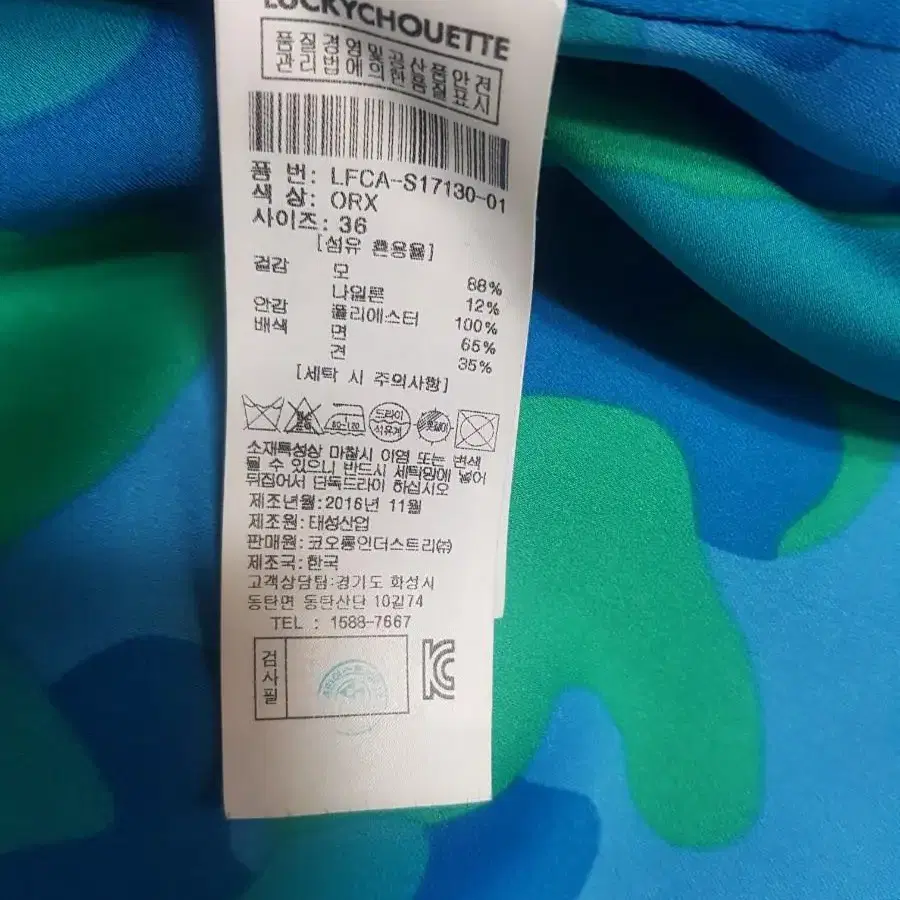 LUCKYCHOUETTE
품질경영및공산품안전
관리법에의한품질표시
품 번: LFCA-S17130-01
색 상: ORX
사이즈: 36
[섬유 혼용율]
겉감 모 88%
나일론 12%
안감 폴리에스터 100%
배색 면 65%
견 35%
[세탁 시 주의사항]
80-120
드라이
석유계
소재특성상 마찰시 이염 또는 변색
될 수 있으니 반드시 세탁망에 넣어
뒤집어서 단독드라이 하십시오
제조년월:2016년 11월
제조원:태성산업
판매원:코오롱인더스트리㈜
제조국:한국
고객상담팀:경기도 화성시
동탄면 동탄산단 10길74
TEL : 1588-7667
검사필